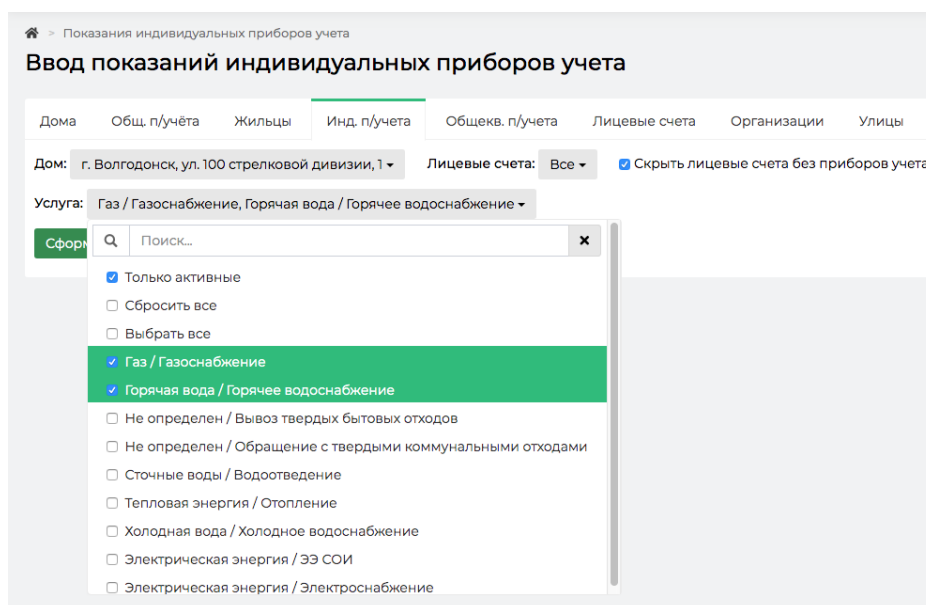 > Показания индивидуальных приборов учета
Ввод показаний индивидуальных приборов учета
Дома Общ. п/учёта Жильцы Инд. п/учета Общекв. п/учета Лицевые счета Организации Улицы
Дом: г. Волгодонск, ул. 100 стрелковой дивизии, 1 Лицевые счета: Все Скрыть лицевые счета без приборов учета
Услуга: Газ / Газоснабжение, Горячая вода / Горячее водоснабжение
Сформ
Поиск...
Только активные
Сбросить все
Выбрать все
Газ / Газоснабжение
Горячая вода / Горячее водоснабжение
Не определен / Вывоз твердых бытовых отходов
Не определен / Обращение с твердыми коммунальными отходами
Сточные воды / Водоотведение
Тепловая энергия / Отопление
Холодная вода / Холодное водоснабжение
Электрическая энергия / ЭЭ СОИ
Электрическая энергия / Электроснабжение